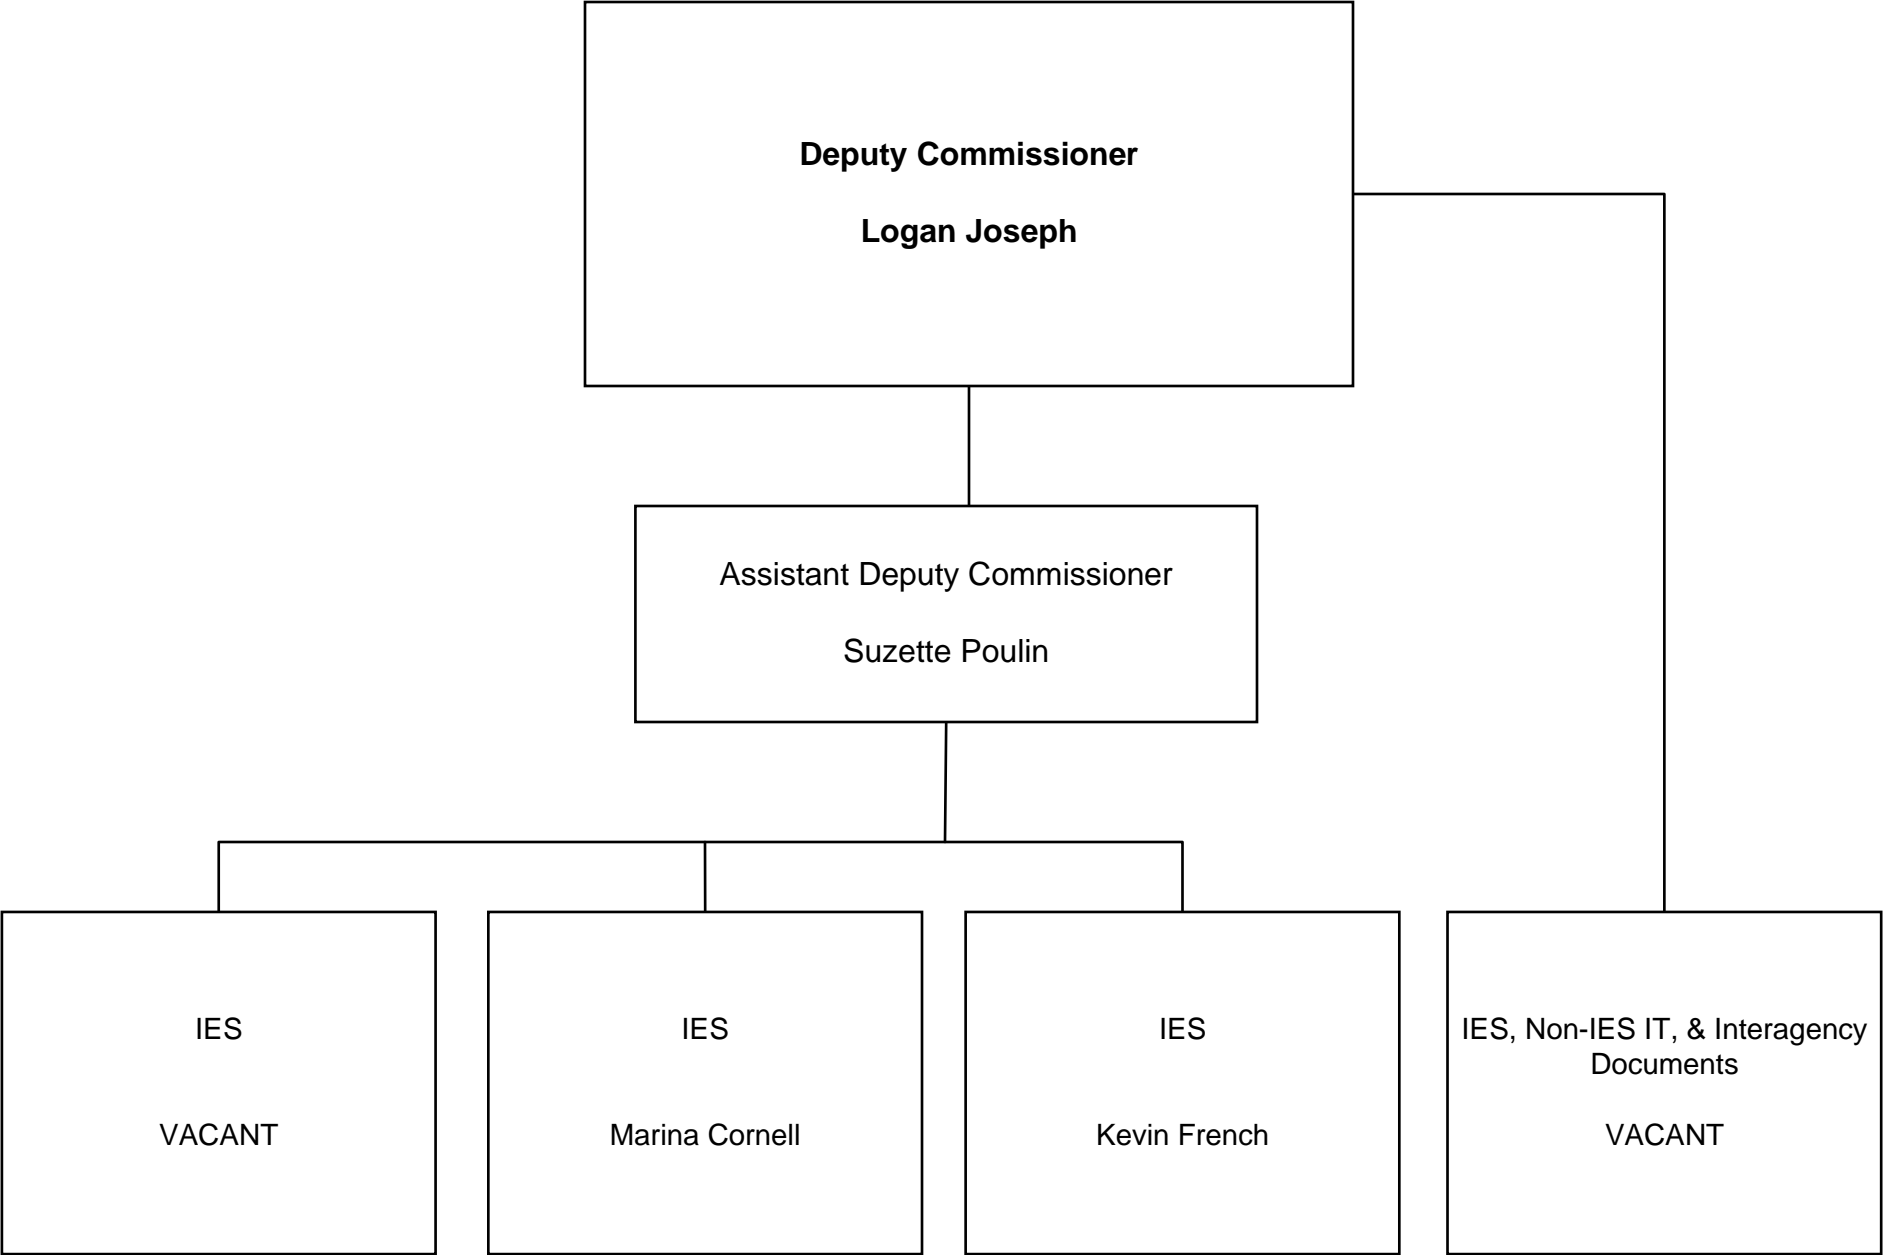 Deputy Commissioner
Logan Joseph
Assistant Deputy Commissioner
Suzette Poulin
IES
VACANT
IES
Marina Cornell
IES
Kevin French
IES, Non-IES IT, & Interagency
Documents
VACANT